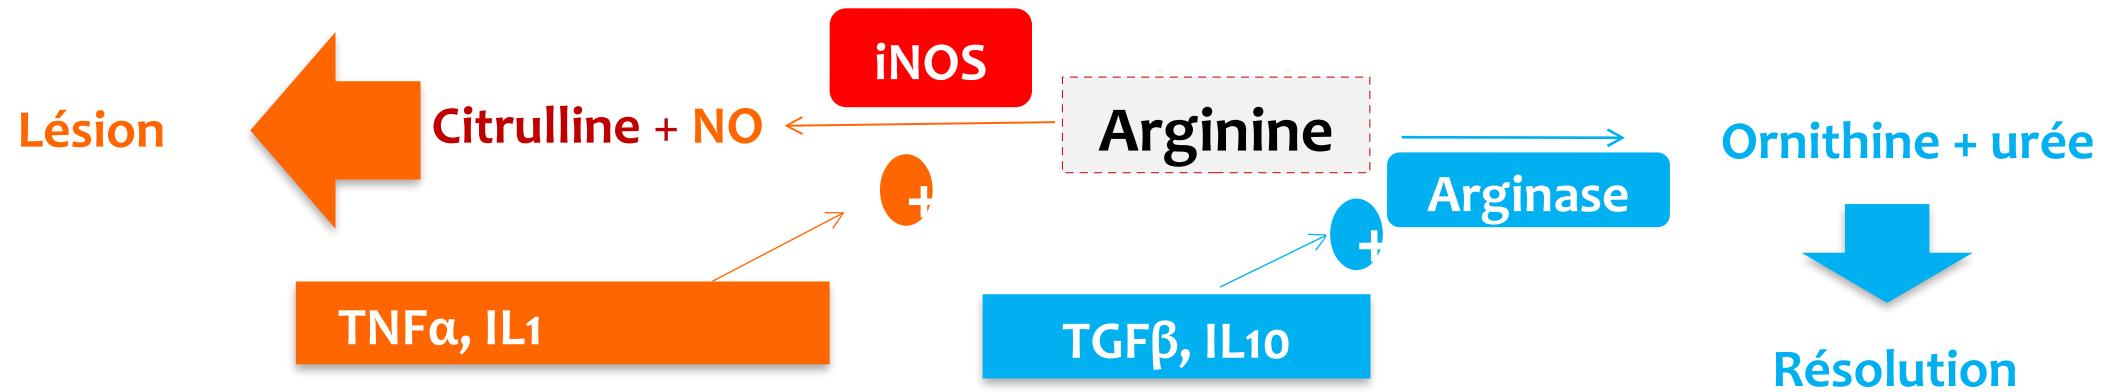 iNOS
Lésion
Citrulline + NO
Arginine
Ornithine + urée
Arginase
+
+
TNFα, IL1
TGFβ, IL10
Résolution